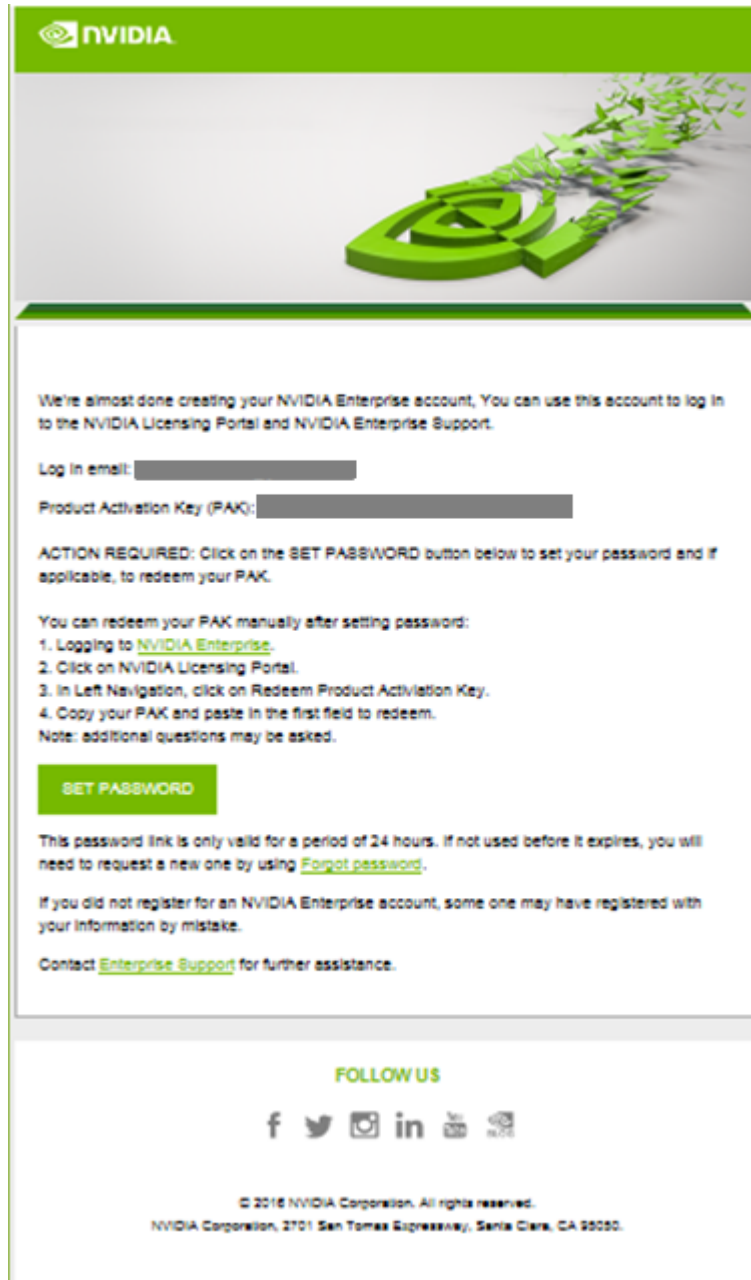 NVIDIA
We're almost done creating your NVIDIA Enterprise account, You can use this account to log in
to the NVIDIA Licensing Portal and NVIDIA Enterprise Support.
Log in email:
Product Activation Key (PAK):
ACTION REQUIRED: Click on the SET PASSWORD button below to set your password and if
applicable, to redeem your PAK.
You can redeem your PAK manually after setting password:
1. Logging to NVIDIA Enterprise.
2. Click on NVIDIA Licensing Portal.
3. In Left Navigation, click on Redeem Product Activiation Key.
4. Copy your PAK and paste in the first field to redeem.
Note: additional questions may be asked.
SET PASSWORD
This password link is only valid for a period of 24 hours. If not used before it expires, you will
need to request a new one by using Forgot password.
If you did not register for an NVIDIA Enterprise account, some one may have registered with
your information by mistake.
Contact Enterprise Support for further assistance.
FOLLOW US
f in You Tube BLOG
© 2016 NVIDIA Corporation. All rights reserved.
NVIDIA Corporation, 2701 San Tomas Expressway, Santa Clara, CA 95050.